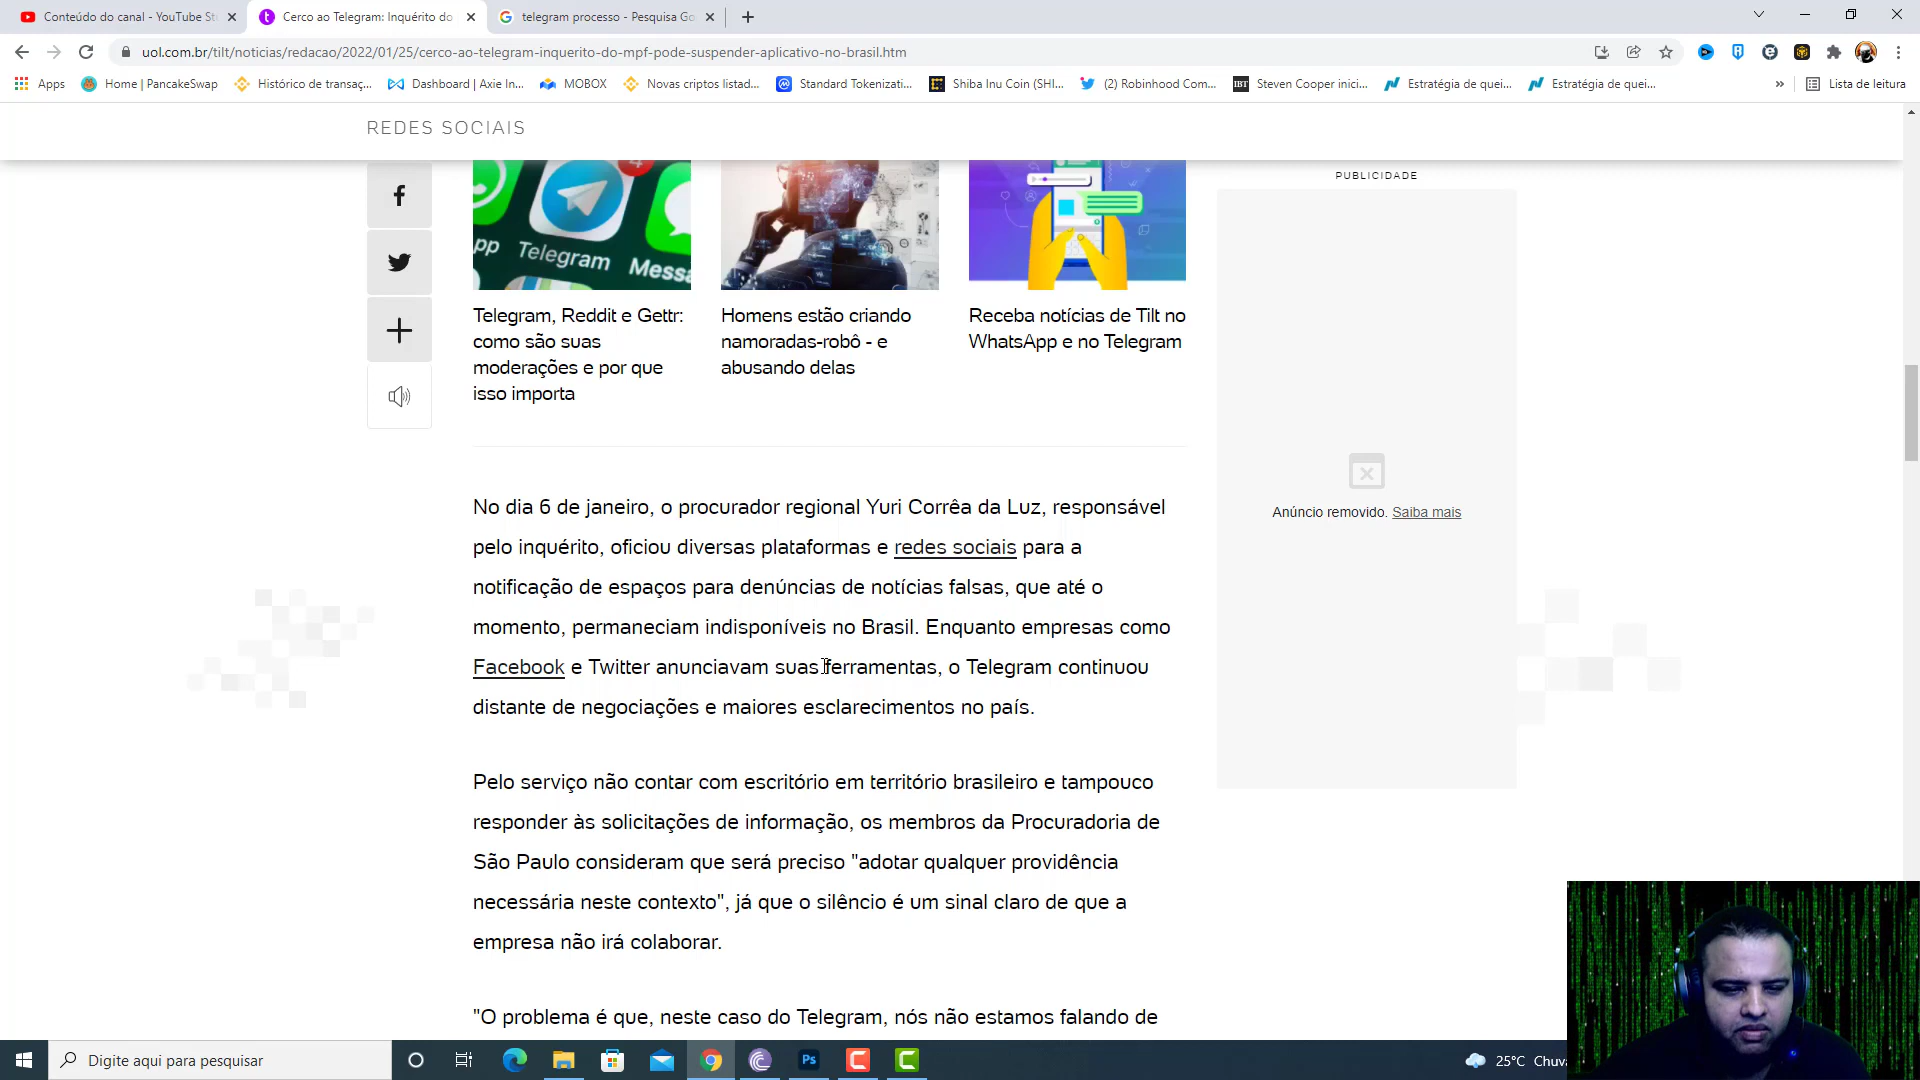 Conteúdo do canal - YouTube St
Cerco ao Telegram: Inquérito do
telegram processo - Pesquisa Go
uol.com.br/tilt/noticias/redacao/2022/01/25/cerco-ao-telegram-inquerito-do-mpf-pode-suspender-aplicativo-no-brasil.htm
Apps
Home | PancakeSwap
Histórico de transaç...
Dashboard | Axie In...
MOBOX
Novas criptos listad...
Standard Tokenizati...
Shiba Inu Coin (SHI...
(2) Robinhood Com...
IBT
Steven Cooper inici...
Estratégia de quei...
Estratégia de quei...
»
Lista de leitura
REDES SOCIAIS
PUBLICIDADE
4
pp
Telegram
Messa
Telegram, Reddit e Gettr:
como são suas
moderações e por que
isso importa
Homens estão criando
namoradas-robô - e
abusando delas
Receba notícias de Tilt no
WhatsApp e no Telegram
Anúncio removido. Saiba mais
No dia 6 de janeiro, o procurador regional Yuri Corrêa da Luz, responsável
pelo inquérito, oficiou diversas plataformas e redes sociais para a
notificação de espaços para denúncias de notícias falsas, que até o
momento, permaneciam indisponíveis no Brasil. Enquanto empresas como
Facebook e Twitter anunciavam suas ferramentas, o Telegram continuou
distante de negociações e maiores esclarecimentos no país.
Pelo serviço não contar com escritório em território brasileiro e tampouco
responder às solicitações de informação, os membros da Procuradoria de
São Paulo consideram que será preciso "adotar qualquer providência
necessária neste contexto", já que o silêncio é um sinal claro de que a
empresa não irá colaborar.
"O problema é que, neste caso do Telegram, nós não estamos falando de
Digite aqui para pesquisar
Ps
25°C
Chuva